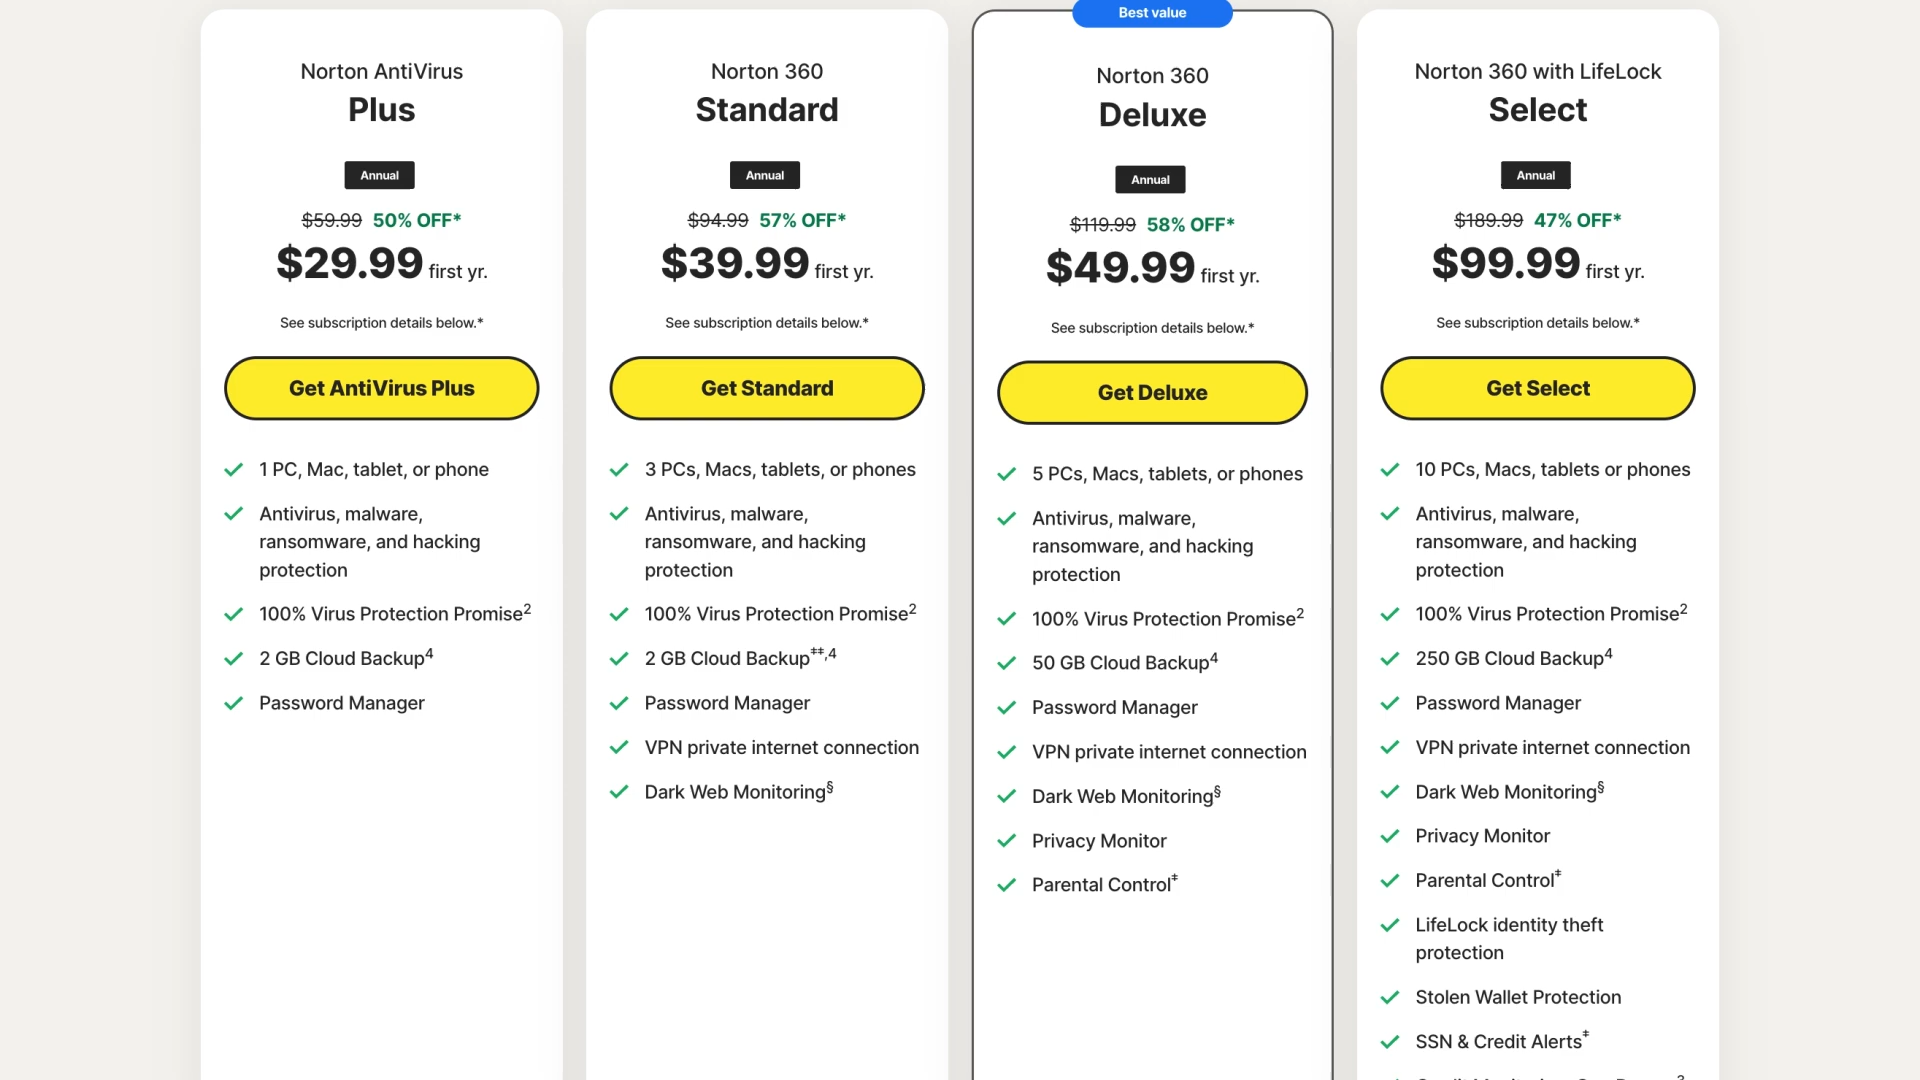 Norton AntiVirus
Plus
Annual
$59.99 50% OFF*
$29.99 first yr.
See subscription details below.*
Get AntiVirus Plus
1 PC, Mac, tablet, or phone
Antivirus, malware,
ransomware, and hacking
protection
100% Virus Protection Promise²
2 GB Cloud Backup⁴
Password Manager
Norton 360
Standard
Annual
$94.99 57% OFF*
$39.99 first yr.
See subscription details below.*
Get Standard
3 PCs, Macs, tablets, or phones
Antivirus, malware,
ransomware, and hacking
protection
100% Virus Protection Promise²
2 GB Cloud Backup‡‡,⁴
Password Manager
VPN private internet connection
Dark Web Monitoring§
Best value
Norton 360
Deluxe
Annual
$119.99 58% OFF*
$49.99 first yr.
See subscription details below.*
Get Deluxe
5 PCs, Macs, tablets, or phones
Antivirus, malware,
ransomware, and hacking
protection
100% Virus Protection Promise²
50 GB Cloud Backup⁴
Password Manager
VPN private internet connection
Dark Web Monitoring§
Privacy Monitor
Parental Control‡
Norton 360 with LifeLock
Select
Annual
$189.99 47% OFF*
$99.99 first yr.
See subscription details below.*
Get Select
10 PCs, Macs, tablets or phones
Antivirus, malware,
ransomware, and hacking
protection
100% Virus Protection Promise²
250 GB Cloud Backup⁴
Password Manager
VPN private internet connection
Dark Web Monitoring§
Privacy Monitor
Parental Control‡
LifeLock identity theft
protection
Stolen Wallet Protection
SSN & Credit Alerts‡